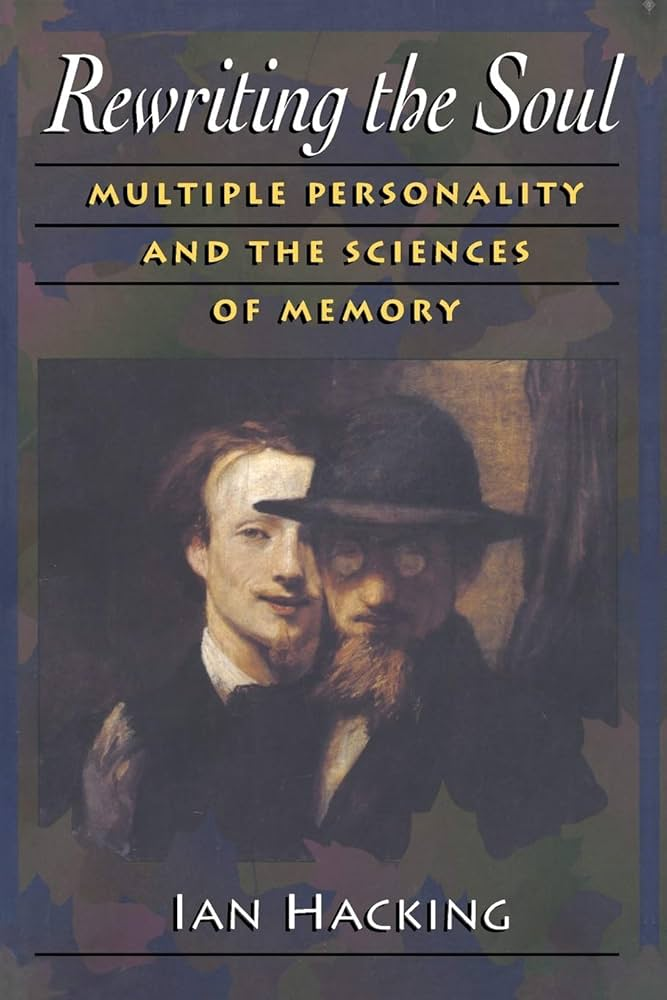 Rewriting the Soul
MULTIPLE PERSONALITY
AND THE SCIENCES
OF MEMORY
IAN HACKING